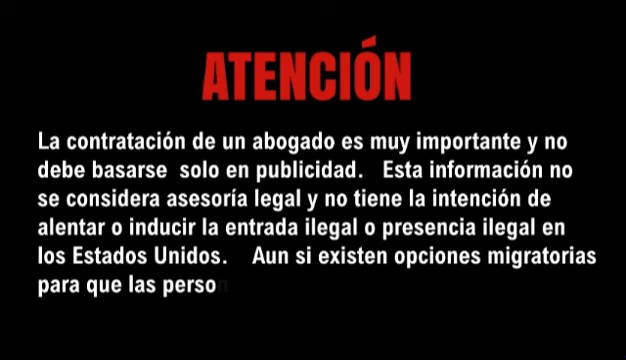 ATENCIÓN
La contratación de un abogado es muy importante y no
debe basarse solo en publicidad. Esta información no
se considera asesoría legal y no tiene la intención de
alentar o inducir la entrada ilegal o presencia ilegal en
los Estados Unidos. Aun si existen opciones migratorias
para que las person